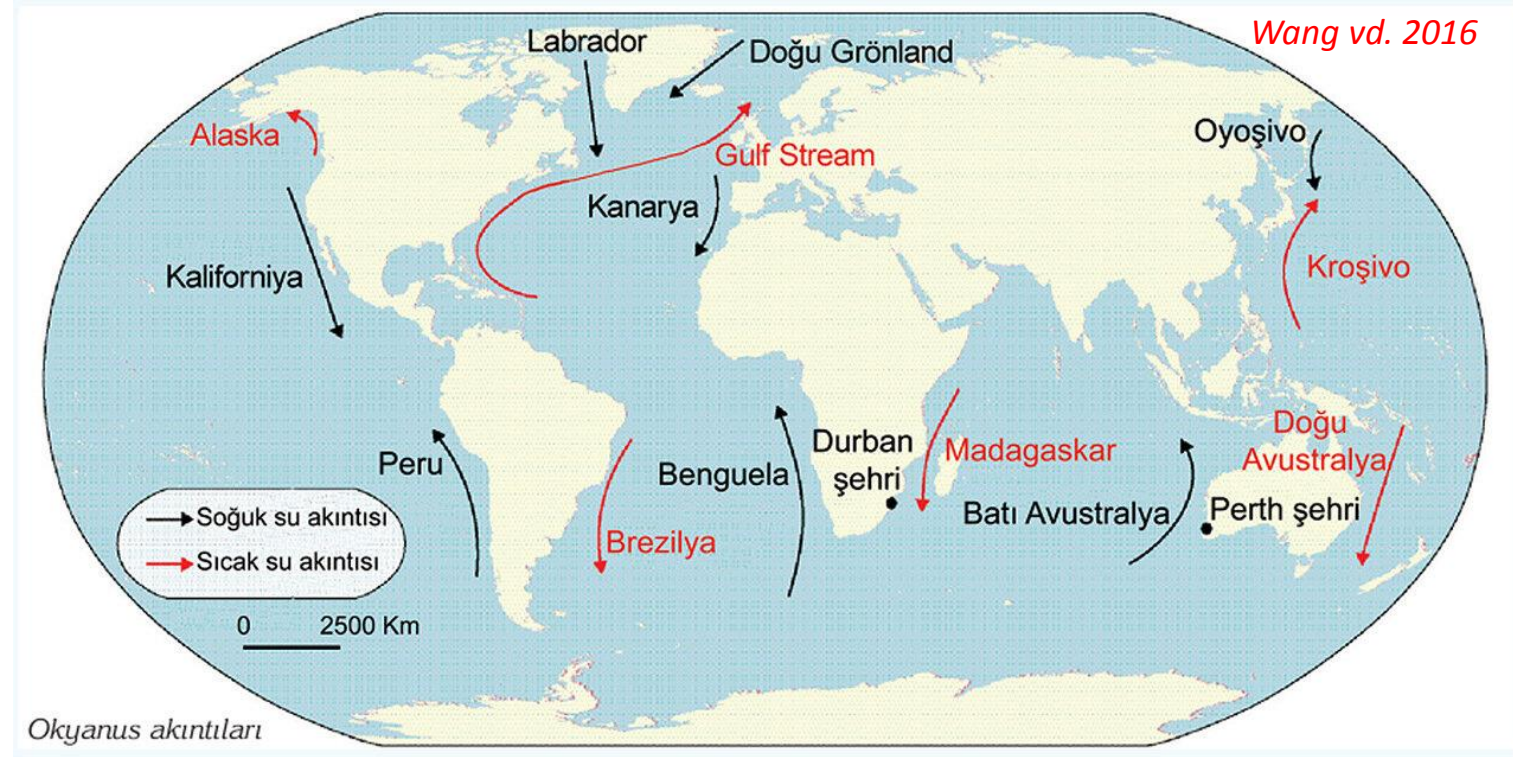 Wang vd. 2016
Labrador
Doğu Grönland
Alaska
Gulf Stream
Oyoşivo
Kanarya
Kaliforniya
Kroşivo
Peru
Brezilya
Benguela
Durban
şehri
Madagaskar
Batı Avustralya
Doğu
Avustralya
Perth şehri
Soğuk su akıntısı
Sıcak su akıntısı
0 2500 Km
Okyanus akıntıları